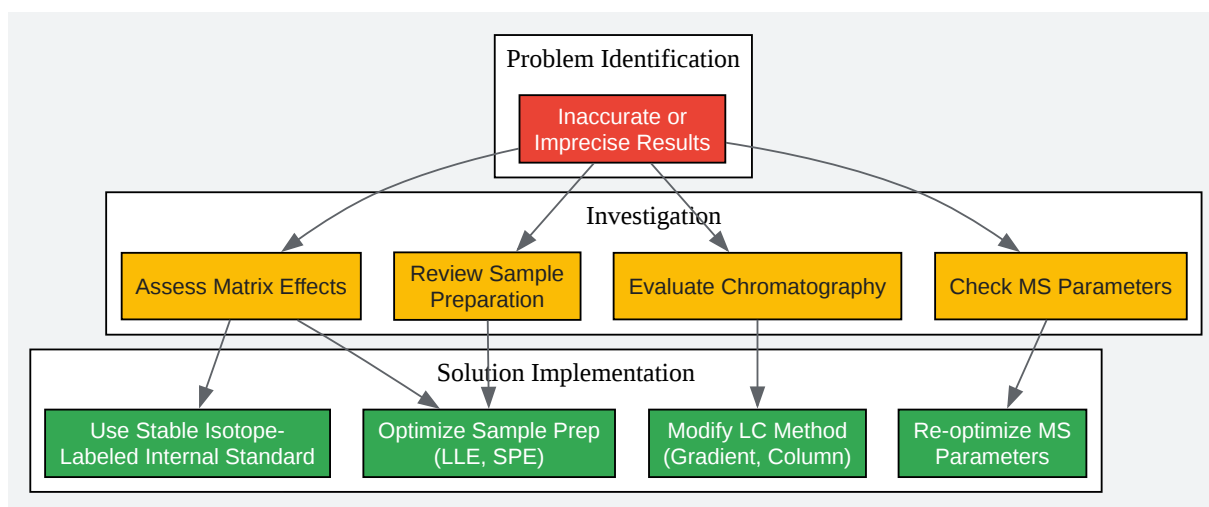 Problem Identification
Inaccurate or
Imprecise Results
Investigation
Assess Matrix Effects
Review Sample
Preparation
Evaluate Chromatography
Check MS Parameters
Solution Implementation
Use Stable Isotope-
Labeled Internal Standard
Optimize Sample Prep
(LLE, SPE)
Modify LC Method
(Gradient, Column)
Re-optimize MS
Parameters